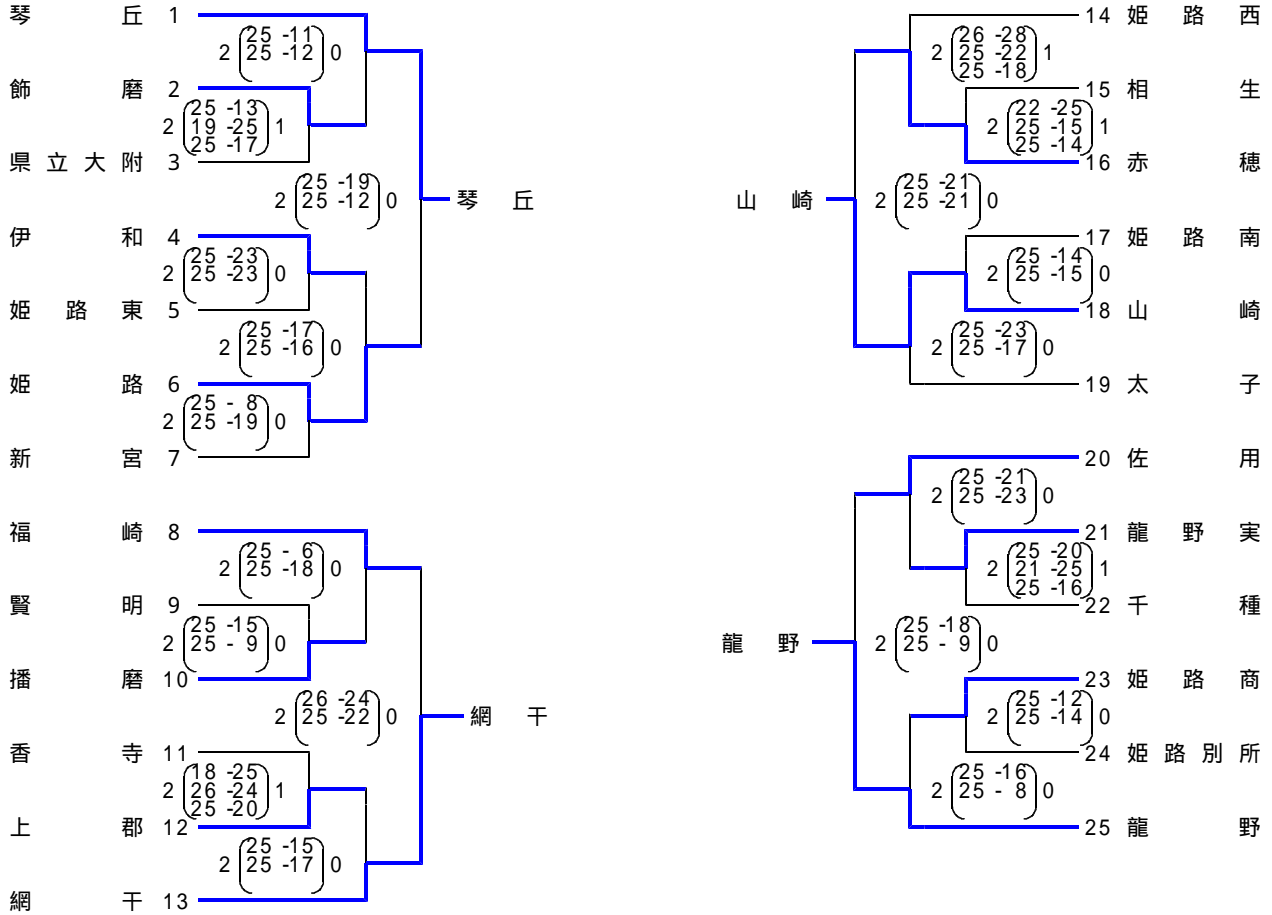 琴丘 1
2 25-11 0
25-12
飾磨 2
2 25-13 1
19-25
25-17
県立大附 3
2 25-19 0
25-12
琴丘
伊和 4
2 25-23 0
25-23
姫路東 5
2 25-17 0
25-16
姫路 6
2 25- 8 0
25-19
新宮 7
福崎 8
2 25- 6 0
25-18
賢明 9
2 25-15 0
25- 9
播磨 10
2 26-24 0
25-22
網干
香寺 11
2 18-25 1
26-24
25-20
上郡 12
2 25-15 0
25-17
網干 13
14 姫路西
2 26-28 1
25-22
25-18
15 相生
2 22-25 1
25-15
25-14
16 赤穂
山崎
2 25-21 0
25-21
17 姫路南
2 25-14 0
25-15
18 山崎
2 25-23 0
25-17
19 太子
20 佐用
2 25-21 0
25-23
21 龍野実
2 25-20 1
21-25
25-16
22 千種
龍野
2 25-18 0
25- 9
23 姫路商
2 25-12 0
25-14
24 姫路別所
2 25-16 0
25- 8
25 龍野